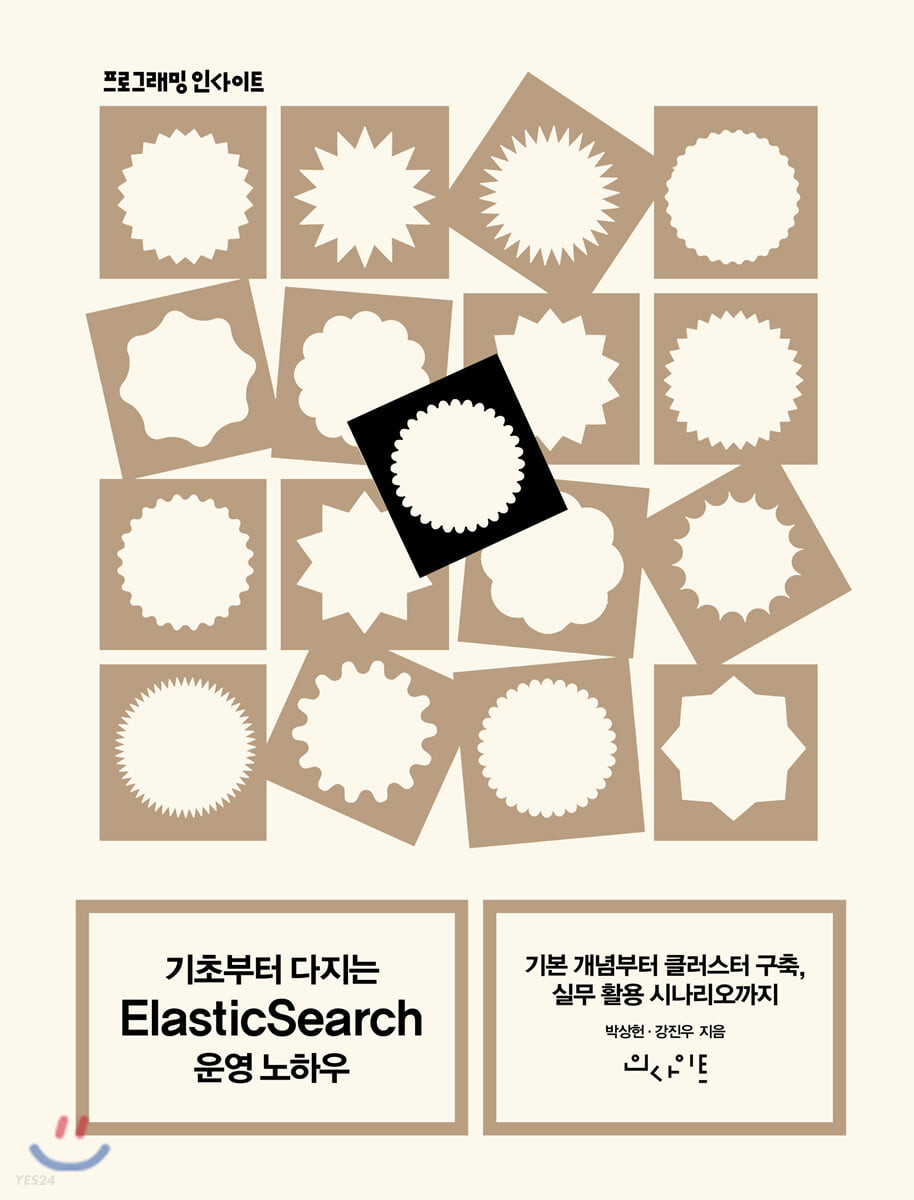 프로그래밍 인사이트
기초부터 다지는
ElasticSearch
운영 노하우
기본 개념부터 클러스터 구축,
실무 활용 시나리오까지
박상헌 · 강진우 지음
인사이트
YES24